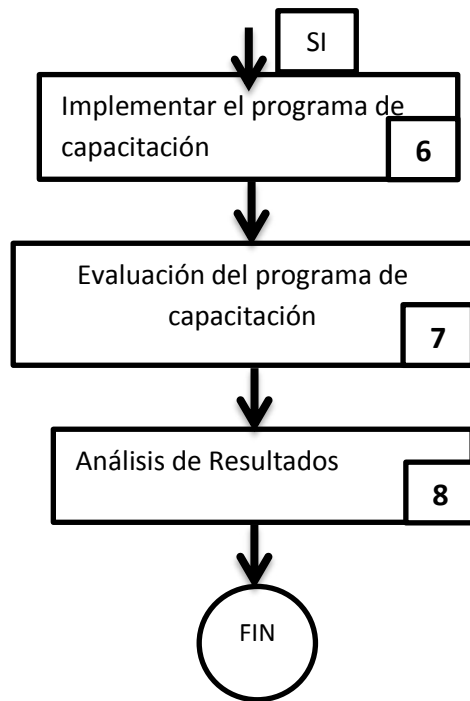 SI
Implementar el programa de
capacitación
6
Evaluación del programa de
capacitación
7
Análisis de Resultados
8
FIN